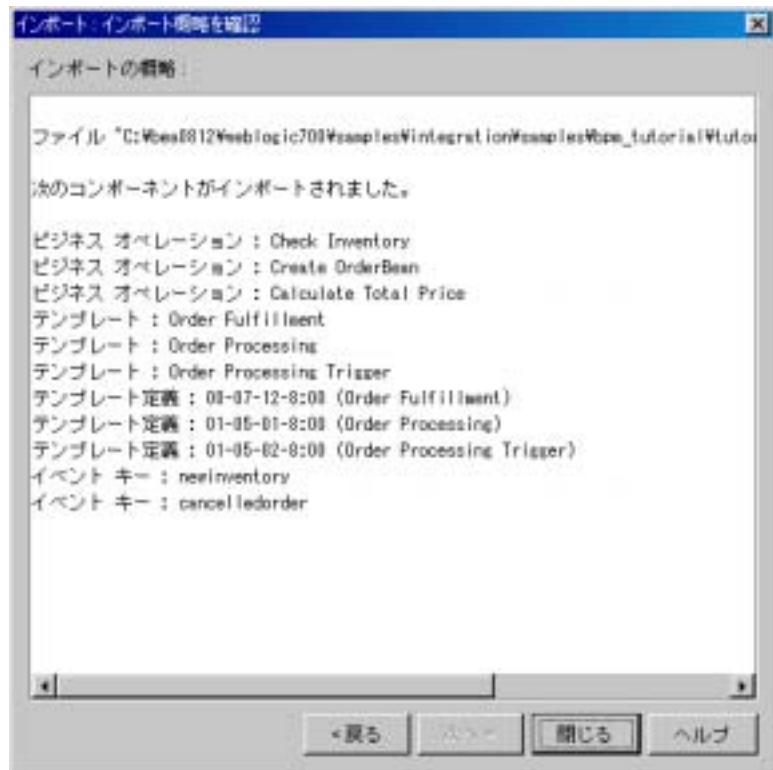 インポート：インポート概略を確認
インポートの概略：
ファイル "C:¥bea0812¥weblogic700¥samples¥integration¥samples¥bpm_tutorial¥tutor
次のコンポーネントがインポートされました。
ビジネス オペレーション : Check Inventory
ビジネス オペレーション : Create OrderBean
ビジネス オペレーション : Calculate Total Price
テンプレート : Order Fulfillment
テンプレート : Order Processing
テンプレート : Order Processing Trigger
テンプレート定義 : 00-07-12-8:00 (Order Fulfillment)
テンプレート定義 : 01-05-01-8:00 (Order Processing)
テンプレート定義 : 01-05-02-8:00 (Order Processing Trigger)
イベント キー : newinventory
イベント キー : cancelledorder
<戻る 次へ> 閉じる ヘルプ